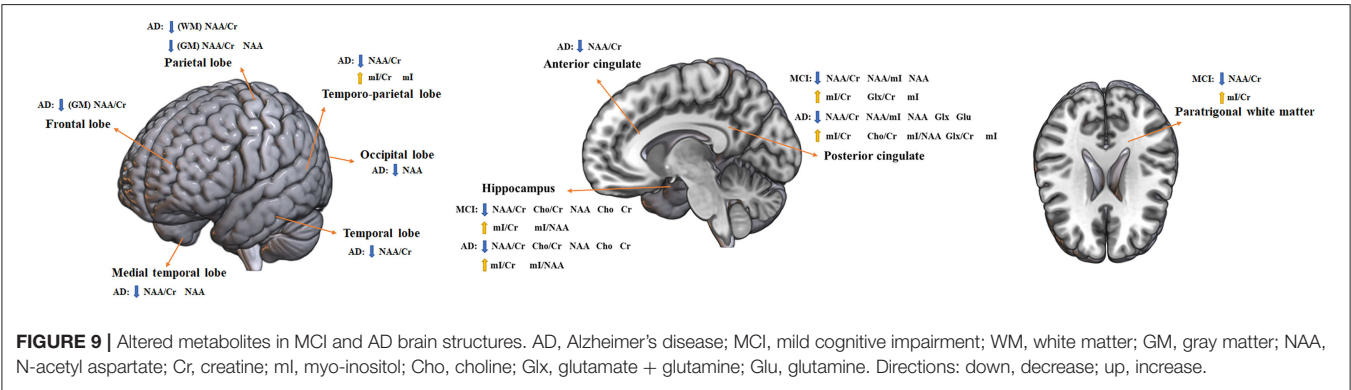 AD: (WM) NAA/Cr
(GM) NAA/Cr NAA
Parietal lobe
AD: NAA/Cr
mI/Cr mI
Temporo-parietal lobe
AD: (GM) NAA/Cr
Frontal lobe
Occipital lobe
AD: NAA
Temporal lobe
AD: NAA/Cr
Medial temporal lobe
AD: NAA/Cr NAA
AD: NAA/Cr
Anterior cingulate
MCI: NAA/Cr NAA/mI NAA
mI/Cr Glx/Cr mI
AD: NAA/Cr NAA/mI NAA Glx Glu
mI/Cr Cho/Cr mI/NAA Glx/Cr mI
Posterior cingulate
Hippocampus
MCI: NAA/Cr Cho/Cr NAA Cho Cr
mI/Cr mI/NAA
AD: NAA/Cr Cho/Cr NAA Cho Cr
mI/Cr mI/NAA
MCI: NAA/Cr
mI/Cr
Paratrigonal white matter
FIGURE 9 | Altered metabolites in MCI and AD brain structures. AD, Alzheimer's disease; MCI, mild cognitive impairment; WM, white matter; GM, gray matter; NAA,
N-acetyl aspartate; Cr, creatine; mI, myo-inositol; Cho, choline; Glx, glutamate + glutamine; Glu, glutamine. Directions: down, decrease; up, increase.